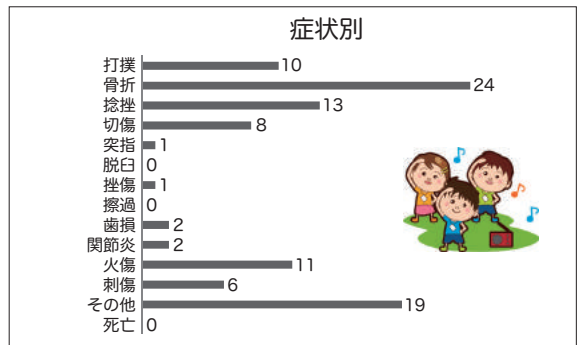 症状別
打撲 10
骨折 24
捻挫 13
切傷 8
突指 1
脱臼 0
挫傷 1
擦過 0
歯損 2
関節炎 2
火傷 11
刺傷 6
その他 19
死亡 0